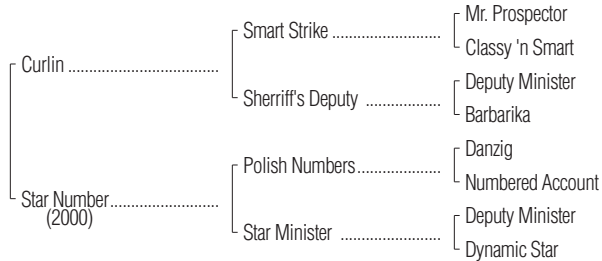 Mr. Prospector
Smart Strike ....................
Classy 'n Smart
Curlin ............................
Deputy Minister
Sherriff's Deputy ..............
Barbarika
Danzig
Polish Numbers...............
Numbered Account
Star Number....................
(2000)
Deputy Minister
Star Minister ..................
Dynamic Star